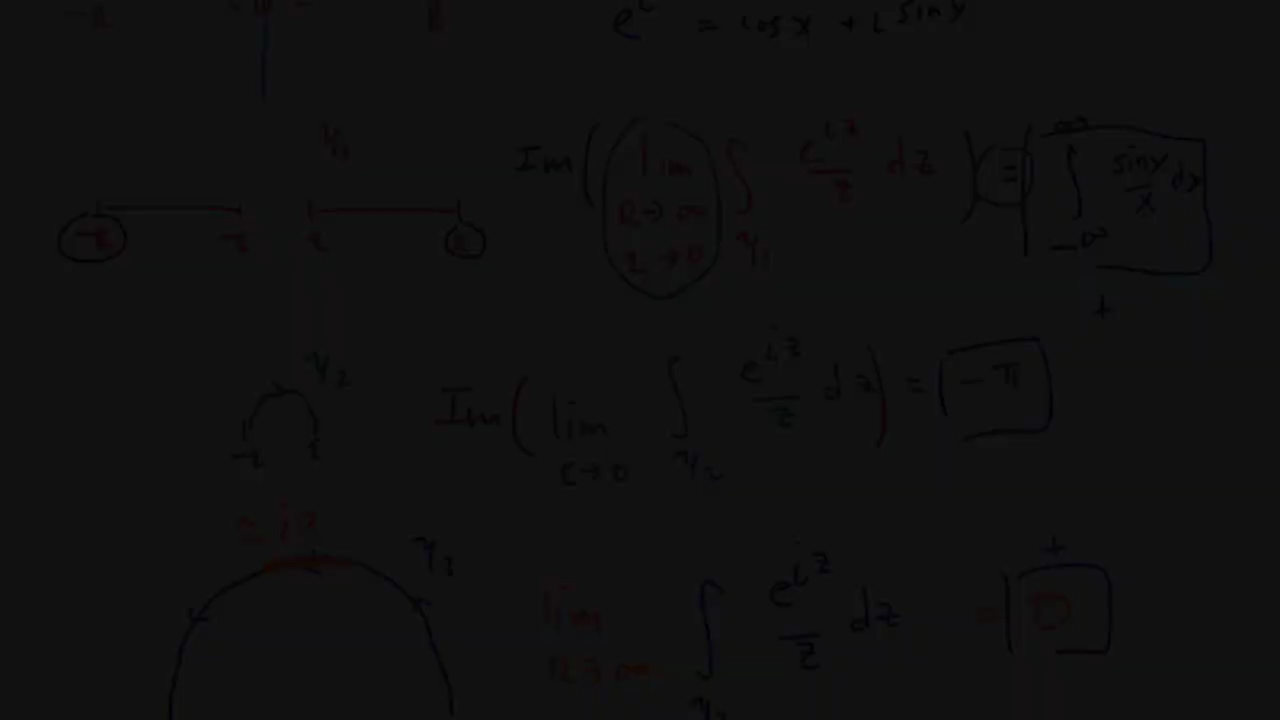 = cos x + i sin x
γ1
Im ( lim R→∞ ε→0 ∫ γ1 e^{iz}/z dz ) = ∫ -∞ ∞ sin x/x dx
-R -ε ε R
+
γ2
Im ( lim ε→0 ∫ γ2 e^{iz}/z dz ) = -π
-ε ε
+
γ3
lim R→∞ ∫ γ3 e^{iz}/z dz = 0